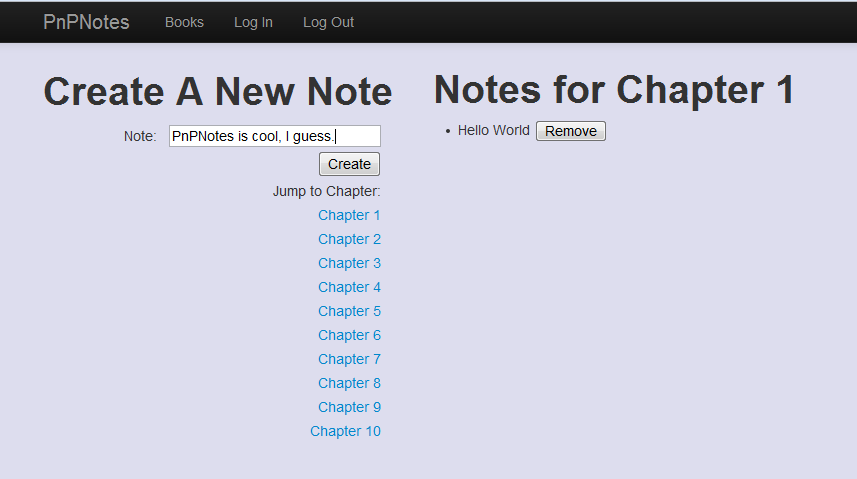 PnPNotes Books Log In Log Out
Create A New Note
Note: PnPNotes is cool, I guess.
Create
Jump to Chapter:
Chapter 1
Chapter 2
Chapter 3
Chapter 4
Chapter 5
Chapter 6
Chapter 7
Chapter 8
Chapter 9
Chapter 10
Notes for Chapter 1
• Hello World Remove